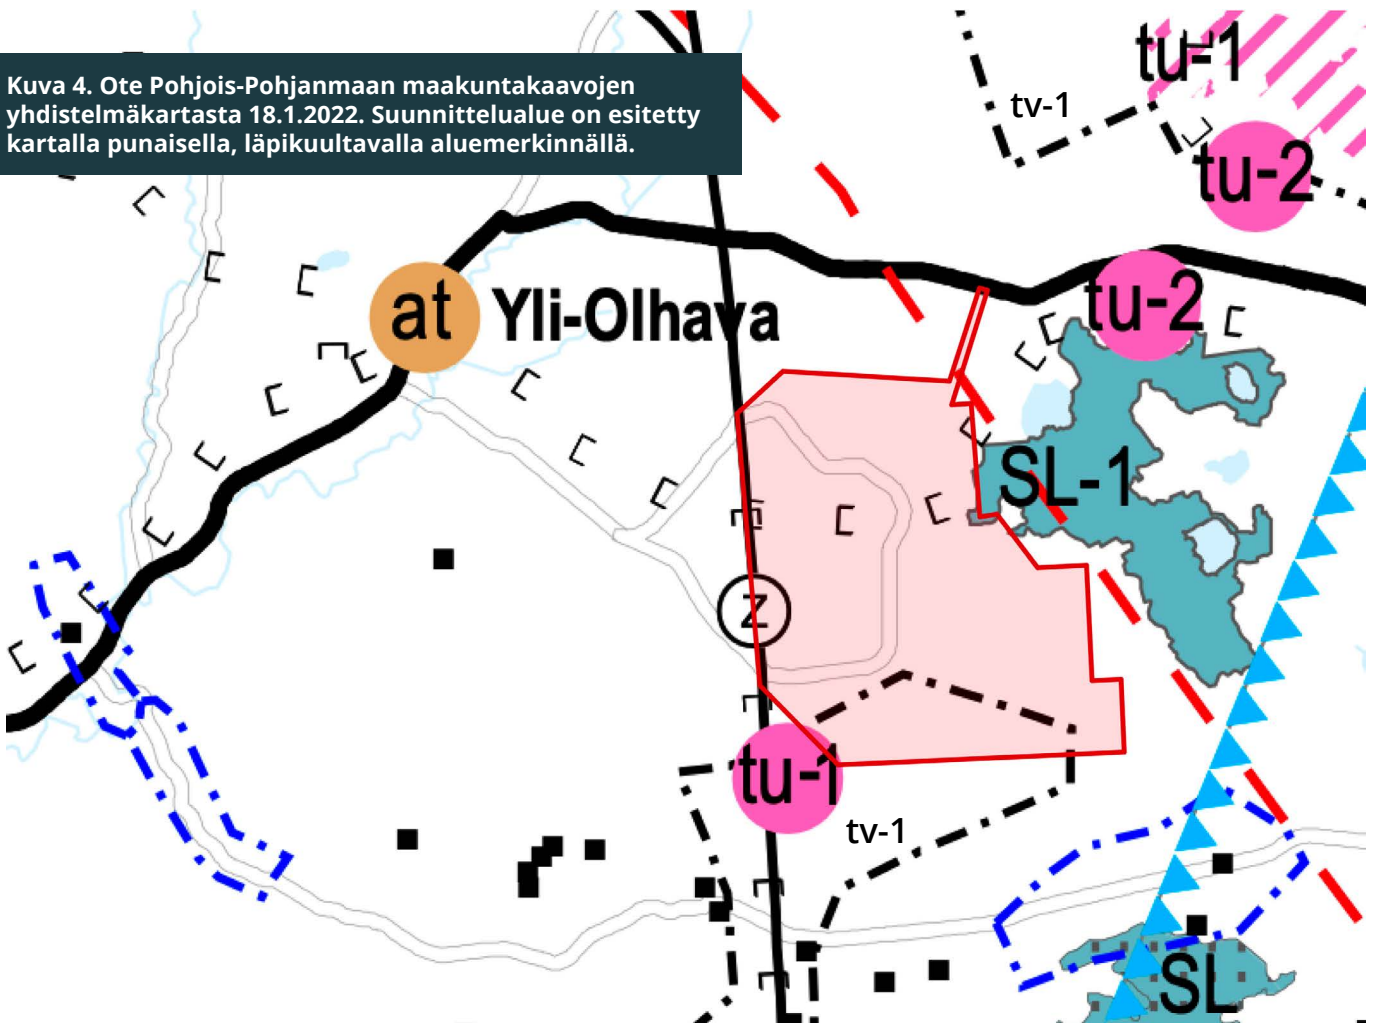 Kuva 4. Ote Pohjois-Pohjanmaan maakuntakaavojen
yhdistelmäkartasta 18.1.2022. Suunnittelualue on esitetty
kartalla punaisella, läpikuultavalla aluemerkinnällä.
tu-1
tv-1
tu-2
tu-2
at Yli-Olhava
SL-1
Z
tu-1
tv-1
SL